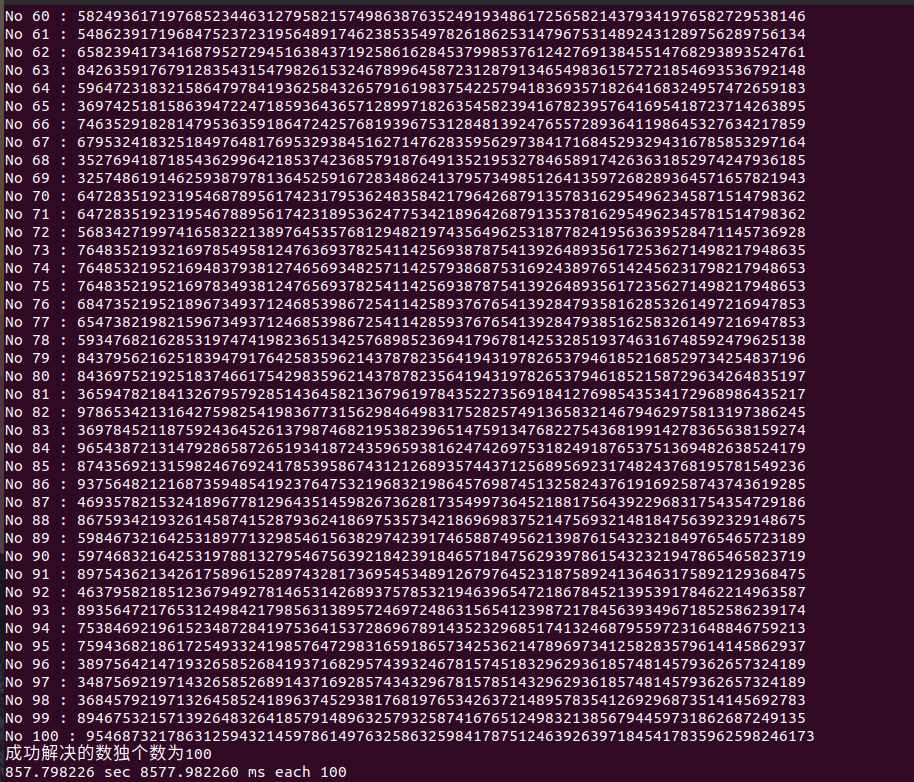 No 60 : 582493617197685234463127958215749863876352491934861725658214379341976582729538146
No 61 : 548623917196847523723195648917462385354978261862531479675314892431289756289756134
No 62 : 658239417341687952729451638437192586162845379985376124276913845514768293893524761
No 63 : 842635917679128354315479826153246789964587231287913465498361572721854693536792148
No 64 : 596472318321586479784193625843265791619837542257941836935718264168324957472659183
No 65 : 369742581815863947224718593643657128997182635458239416782395764169541873714263895
No 66 : 746352918281479536359186472425768193967531284813924765572893641198645327634217859
No 67 : 679532418325184976481769532938451627147628359562973841716845293294316785853297164
No 68 : 352769418718543629964218537423685791876491352195327846589174263631852974247936185
No 69 : 325748619146259387978136452591672834862413795734985126413597268289364571657821943
No 70 : 647283519231954687895617423179536248358421796426879135783162954962345871514798362
No 71 : 647283519231954678895617423189536247753421896426879135378162954962345781514798362
No 72 : 568342719974165832213897645357681294821974356496253187782419563639528471145736928
No 73 : 764835219321697854958124763693782541142569387875413926489356172536271498217948635
No 74 : 764853219521694837938127465693482571142579386875316924389765142456231798217948653
No 75 : 764835219521697834938124765693782541142569387875413926489356172356271498217948653
No 76 : 684735219521896734937124685398672541142589376765413928479358162853261497216947853
No 77 : 654738219821596734937124685398672541142859376765413928479385162583261497216947853
No 78 : 593476821628531974741982365134257689852369417967814253285193746316748592479625138
No 79 : 843795621625183947917642583596214378782356419431978265379461852168529734254837196
No 80 : 843697521925183746617542983596214378782356419431978265379461852158729634264835197
No 81 : 365947821841326795792851436458213679619784352273569184127698543534172968986435217
No 82 : 978653421316427598254198367731562984649831752825749136583214679462975813197386245
No 83 : 369784521187592436452613798746821953823965147591347682275436819914278365638159274
No 84 : 965438721314792865872651934187243596593816247426975318249187653751369482638524179
No 85 : 874356921315982467692417853958674312126893574437125689569231748243768195781549236
No 86 : 937564821216873594854192376475321968321986457698745132582437619169258743743619285
No 87 : 469357821532418967781296435145982673628173549973645218817564392296831754354729186
No 88 : 867593421932614587415287936241869753573421869698375214756932148184756392329148675
No 89 : 598467321642531897713298546156382974239174658874956213987615432321849765465723189
No 90 : 597468321642531978813279546756392184239184657184756293978615432321947865465823719
No 91 : 897543621342617589615289743281736954534891267976452318758924136463175892129368475
No 92 : 463795821851236794927814653142689375785321946396547218678452139539178462214963587
No 93 : 893564721765312498421798563138957246972486315654123987217845639349671852586239174
No 94 : 753846921961523487284197536415372869678914352329685174132468795597231648846759213
No 95 : 759436821861725493324198576472983165918657342536214789697341258283579614145862937
No 96 : 389756421471932658526841937168295743932467815745183296293618574814579362657324189
No 97 : 34875692197143265852689143716928574343432967815785143296293618574814579362657324189
No 98 : 368457921971326458524189637452938176819765342637214895783541269296873514145692783
No 99 : 894675321571392648326418579148963257932587416765124983213856794459731862687249135
No 100 : 954687321786312594321459786149763258632598417875124639263971845417835962598246173
成功解决的数独个数为100
857.798226 sec 8577.982260 ms each 100